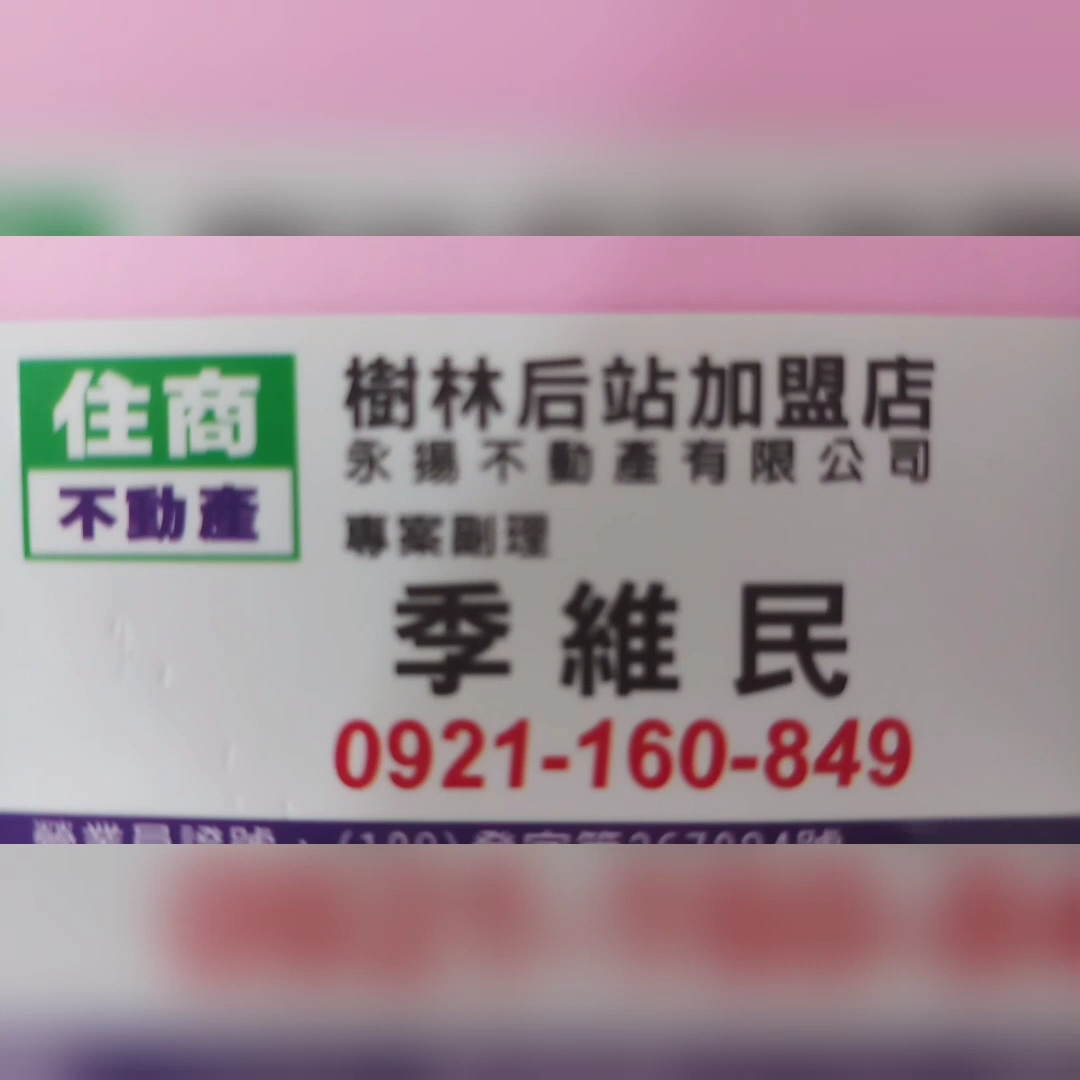 住商
不動產
樹林后站加盟店
永揚不動產有限公司
專案副理
季維民
0921-160-849